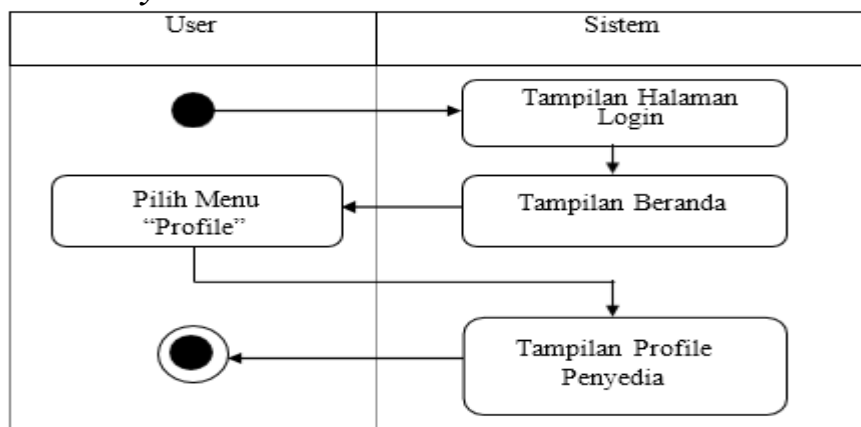 User
Sistem
Tampilan Halaman
Login
Pilih Menu
“Profile”
Tampilan Beranda
Tampilan Profile
Penyedia